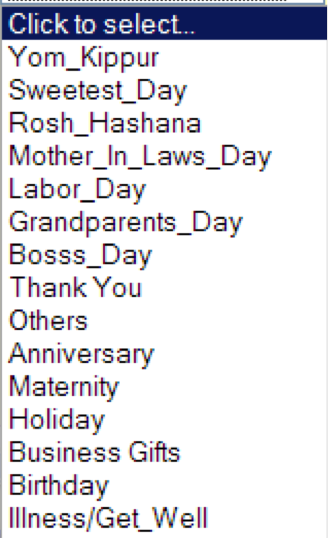 Click to select...
Yom_Kippur
Sweetest_Day
Rosh_Hashana
Mother_In_Laws_Day
Labor_Day
Grandparents_Day
Bosss_Day
Thank You
Others
Anniversary
Maternity
Holiday
Business Gifts
Birthday
Illness/Get_Well